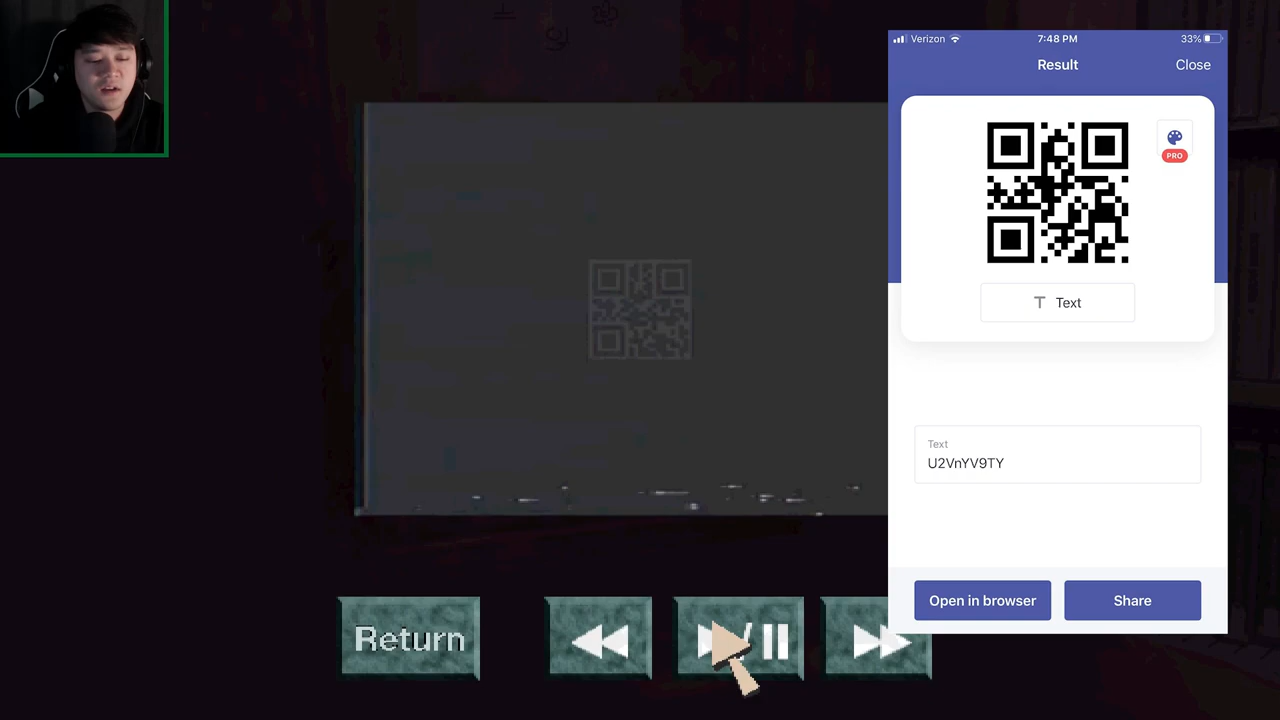 Verizon
7:48 PM
33%
Result
Close
PRO
Text
Text
U2VnYV9TY
Open in browser
Share
Return